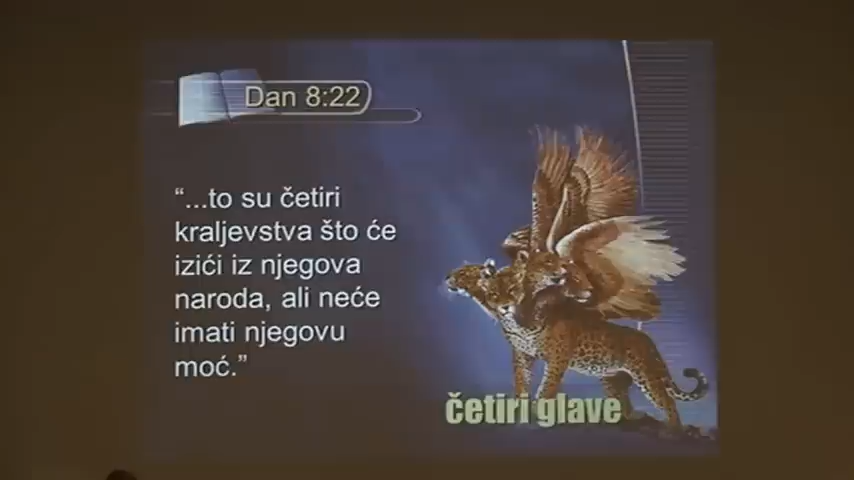 Dan 8:22
“...to su četiri
kraljevstva što će
izići iz njegova
naroda, ali neće
imati njegovu
moć.”
četiri glave